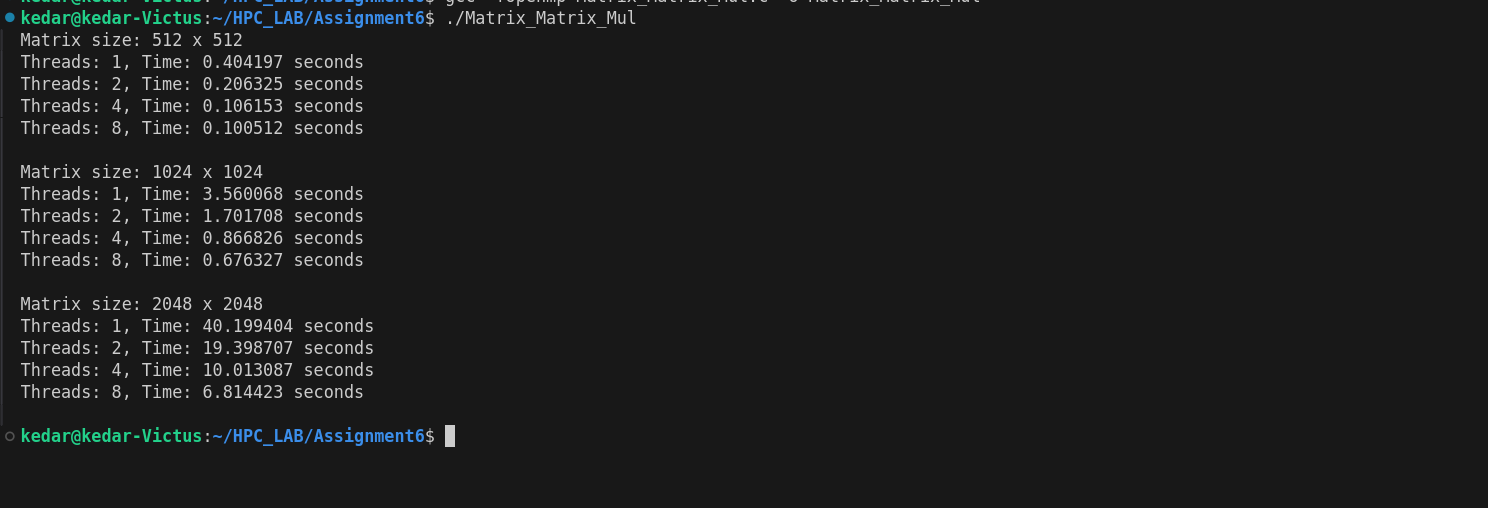 kedar@kedar-Victus:~/HPC_LAB/Assignment6$ ./Matrix_Matrix_Mul
Matrix size: 512 x 512
Threads: 1, Time: 0.404197 seconds
Threads: 2, Time: 0.206325 seconds
Threads: 4, Time: 0.106153 seconds
Threads: 8, Time: 0.100512 seconds
Matrix size: 1024 x 1024
Threads: 1, Time: 3.560068 seconds
Threads: 2, Time: 1.701708 seconds
Threads: 4, Time: 0.866826 seconds
Threads: 8, Time: 0.676327 seconds
Matrix size: 2048 x 2048
Threads: 1, Time: 40.199404 seconds
Threads: 2, Time: 19.398707 seconds
Threads: 4, Time: 10.013087 seconds
Threads: 8, Time: 6.814423 seconds
kedar@kedar-Victus:~/HPC_LAB/Assignment6$